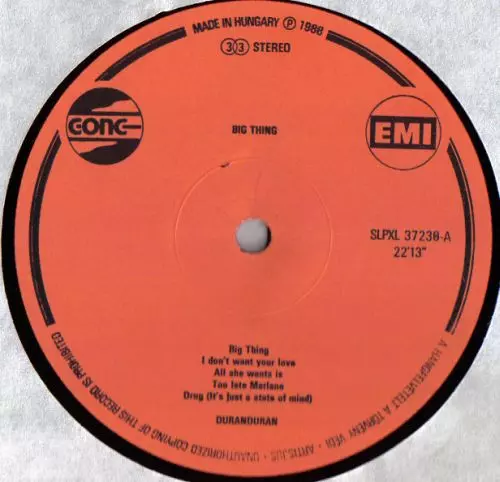 MADE IN HUNGARY Ⓟ 1988
33 STEREO
GONG
EMI
BIG THING
SLPXL 37238-A
22'13"
Big Thing
I don't want your love
All she wants is
Too late Marlane
Drug (It's just a state of mind)
DURANDURAN
A HANGFELVÉTELT A TÖRVÉNY VÉDI · ARTISJUS · UNAUTHORIZED COPYING OF THIS RECORD IS PROHIBITED